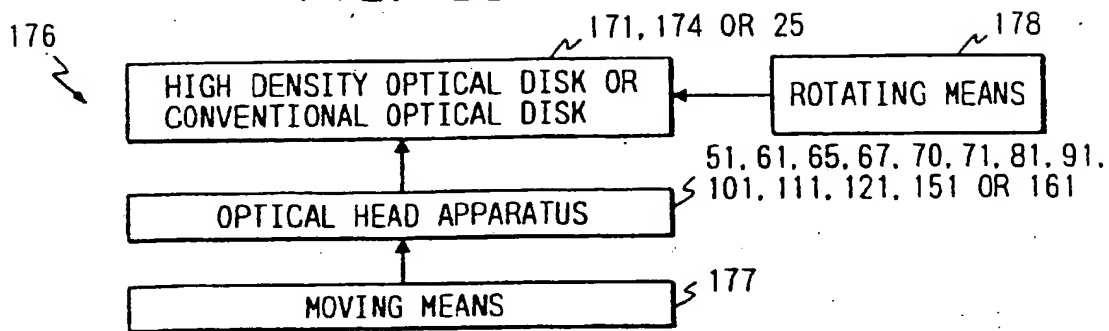 176
171, 174 OR 25
178
HIGH DENSITY OPTICAL DISK OR
CONVENTIONAL OPTICAL DISK
ROTATING MEANS
51, 61, 65, 67, 70, 71, 81, 91,
101, 111, 121, 151 OR 161
OPTICAL HEAD APPARATUS
177
MOVING MEANS